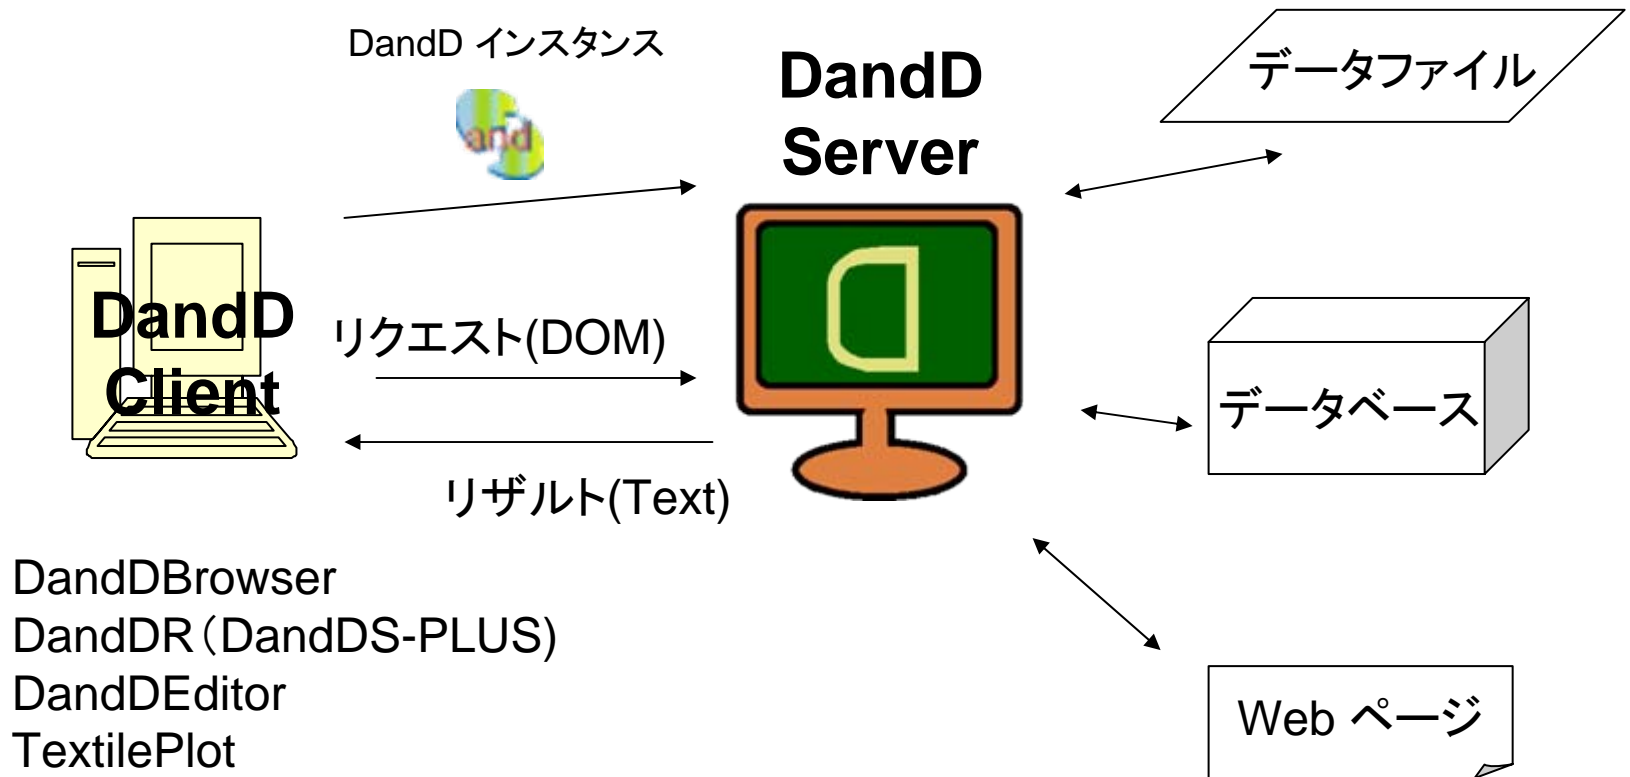 DandD インスタンス
and
DandD
Server
データファイル
DandD
Client
リクエスト(DOM)
リザルト(Text)
データベース
DandDBrowser
DandDR（DandDS-PLUS)
DandDEditor
TextilePlot
Web ページ